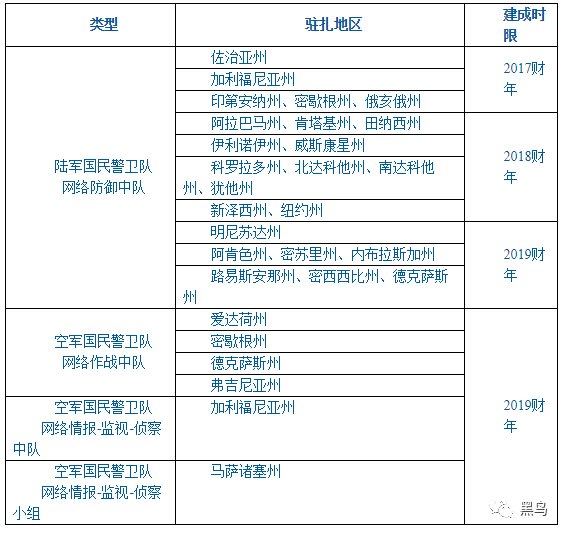 类型
驻扎地区
建成时
限
陆军国民警卫队
网络防御中队
佐治亚州
加利福尼亚州
印第安纳州、密歇根州、俄亥俄州
2017财
年
阿拉巴马州、肯塔基州、田纳西州
伊利诺伊州、威斯康星州
科罗拉多州、北达科他州、南达科他
州、犹他州
新泽西州、纽约州
2018财
年
明尼苏达州
阿肯色州、密苏里州、内布拉斯加州
路易斯安那州、密西西比州、德克萨斯
州
2019财
年
空军国民警卫队
网络作战中队
爱达荷州
密歇根州
德克萨斯州
弗吉尼亚州
空军国民警卫队
网络情报-监视-侦察
中队
加利福尼亚州
2019财
年
空军国民警卫队
网络情报-监视-侦察
小组
马萨诸塞州
黑鸟